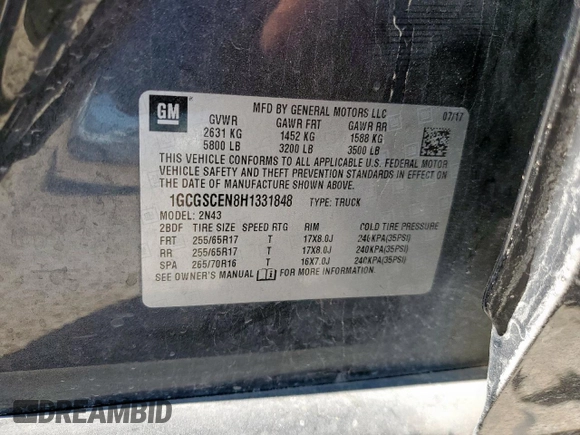 GM
MFD BY GENERAL MOTORS LLC
07/17
GVWR GAWR FRT GAWR RR
2631 KG 1452 KG 1588 KG
5800 LB 3200 LB 3500 LB
THIS VEHICLE CONFORMS TO ALL APPLICABLE U.S. FEDERAL MOTOR
VEHICLE SAFETY AND THEFT PREVENTION STANDARDS IN EFFECT
ON THE DATE OF MANUFACTURE SHOWN ABOVE.
1GCGSCEN8H1331848 TYPE: TRUCK
MODEL: 2N43
2BDF TIRE SIZE SPEED RTG RIM COLD TIRE PRESSURE
FRT 255/65R17 T 17X8.0J 240KPA(35PSI)
RR 255/65R17 T 17X8.0J 240KPA(35PSI)
SPA 265/70R16 T 16X7.0J 240KPA(35PSI)
SEE OWNER'S MANUAL FOR MORE INFORMATION.
DREAMBID